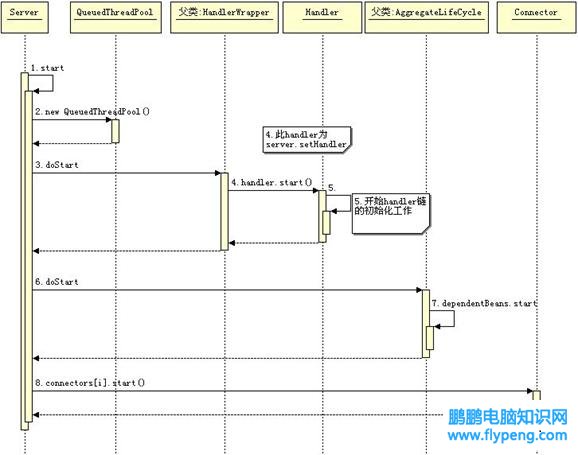 Server
QueuedThreadPool
父类:HandlerWrapper
Handler
父类:AggregateLifeCycle
Connector
1.start
2.new QueuedThreadPool()
4.此handler为
server.setHandler
3.doStart
4.handler.start()
5.
5.开始handler链
的初始化工作
6.doStart
7.dependentBeans.start
8.connectors[i].start()
鹏鹏电脑知识网
www.flypeng.com